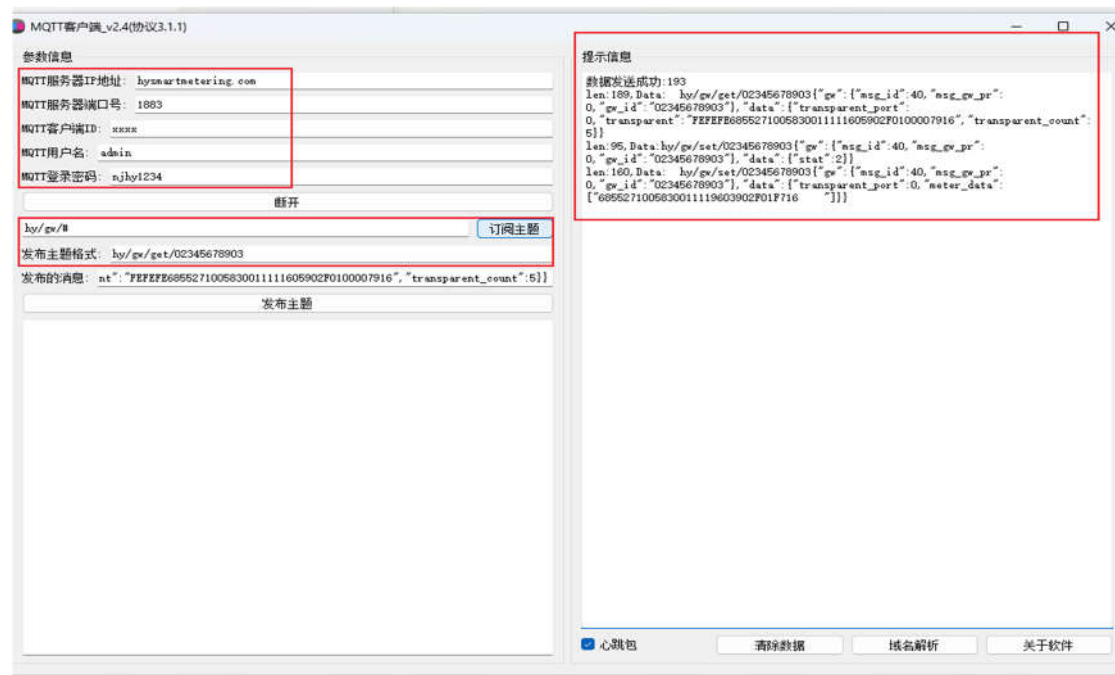 MQTT客户端_v2.4(协议3.1.1)
参数信息
MQTT服务器IP地址: hysmartmetering.com
MQTT服务器端口号: 1883
MQTT客户端ID: xxxx
MQTT用户名: admin
MQTT登录密码: njhy1234
断开
hy/gw/# 订阅主题
发布主题格式: hy/gw/get/02345678903
发布的消息: nt":"FEFEFE68552710058300111111605902F0100007916","transparent_count":5}}
发布主题
提示信息
数据发送成功:193
len:189,Data: hy/gw/get/02345678903{"gw":{"msg_id":40,"msg_gw_pr":
0,"gw_id":"02345678903"},"data":{"transparent_port":
0,"transparent":"FEFEFE68552710058300111111605902F0100007916","transparent_count":
5}}
len:95,Data:hy/gw/set/02345678903{"gw":{"msg_id":40,"msg_gw_pr":
0,"gw_id":"02345678903"},"data":{"stat":2}}
len:160,Data: hy/gw/set/02345678903{"gw":{"msg_id":40,"msg_gw_pr":
0,"gw_id":"02345678903"},"data":{"transparent_port":0,"meter_data":
["68552710058300111119603902F01F716 "]}}
心跳包 清除数据 域名解析 关于软件